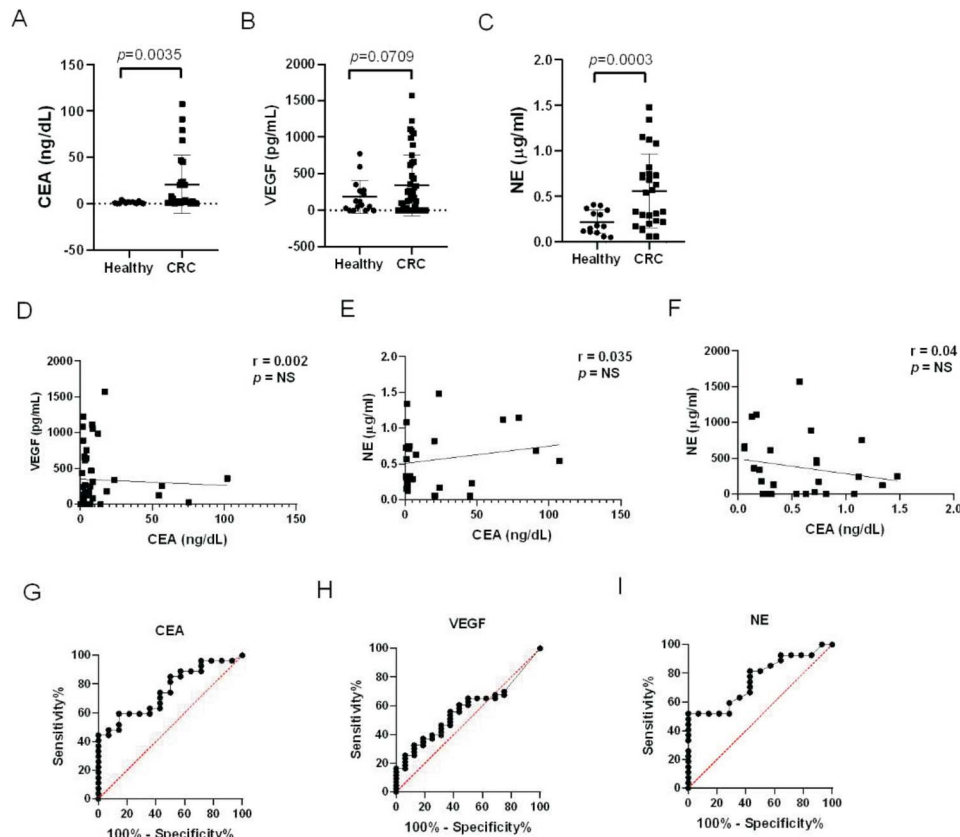 A
B
C
p=0.0035
p=0.0709
p=0.0003
CEA (ng/dL)
150
100
50
0
-50
Healthy CRC
VEGF (pg/mL)
2000
1500
1000
500
0
-500
Healthy CRC
NE (µg/ml)
2.0
1.5
1.0
0.5
0.0
Healthy CRC
D
E
F
r = 0.002
p = NS
VEGF (pg/mL)
2000
1500
1000
500
0
0 50 100 150
CEA (ng/dL)
r = 0.035
p = NS
NE (µg/ml)
2.0
1.5
1.0
0.5
0.0
0 50 100 150
CEA (ng/dL)
r = 0.04
p = NS
NE (µg/ml)
2000
1500
1000
500
0
0.0 0.5 1.0 1.5 2.0
CEA (ng/dL)
G
H
I
CEA
Sensitivity%
100
80
60
40
20
0
0 20 40 60 80 100
100% - Specificity%
VEGF
Sensitivity%
100
80
60
40
20
0
0 20 40 60 80 100
100% - Specificity%
NE
Sensitivity%
100
80
60
40
20
0
0 20 40 60 80 100
100% - Specificity%